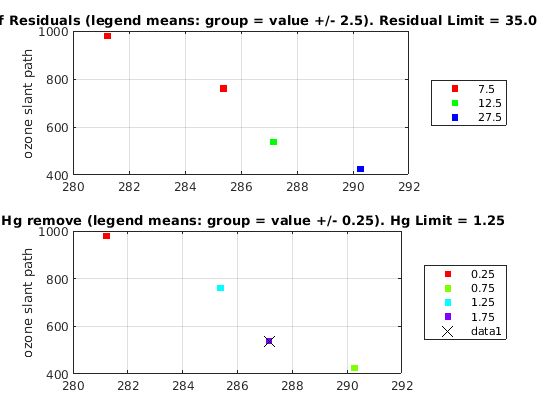 f Residuals (legend means: group = value +/- 2.5). Residual Limit = 35.0
ozone slant path
1000
800
600
400
280 282 284 286 288 290 292
7.5
12.5
27.5
Hg remove (legend means: group = value +/- 0.25). Hg Limit = 1.25
ozone slant path
1000
800
600
400
280 282 284 286 288 290 292
0.25
0.75
1.25
1.75
data1